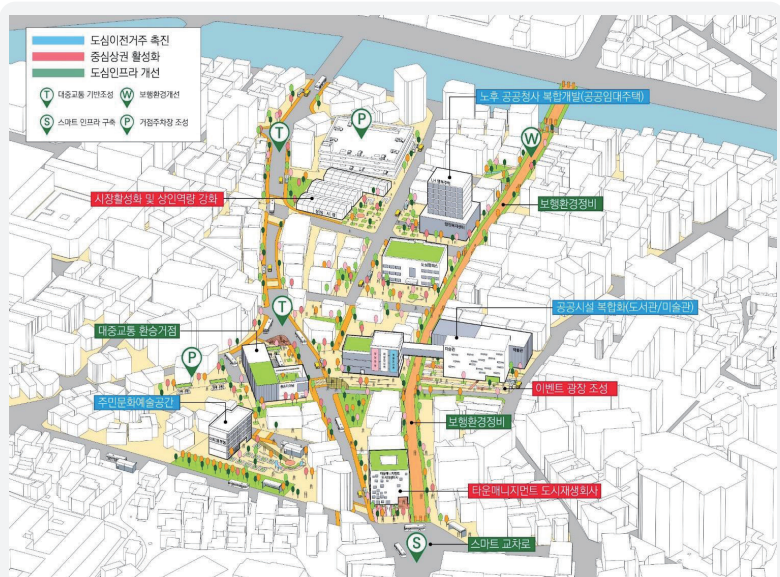 도심이전거주 촉진
중심상권 활성화
도심인프라 개선
T 대중교통 기반조성 W 보행환경개선
S 스마트 인프라 구축 P 거점주차장 조성
T
P
노후 공공청사 복합개발(공공임대주택)
W
시장활성화 및 상인역량 강화
보행환경정비
T
공공시설 복합화(도서관/미술관)
대중교통 환승거점
미술관
P
이벤트 광장 조성
주민문화예술공간
보행환경정비
타운매니지먼트 도시재생회사
S
스마트 교차로